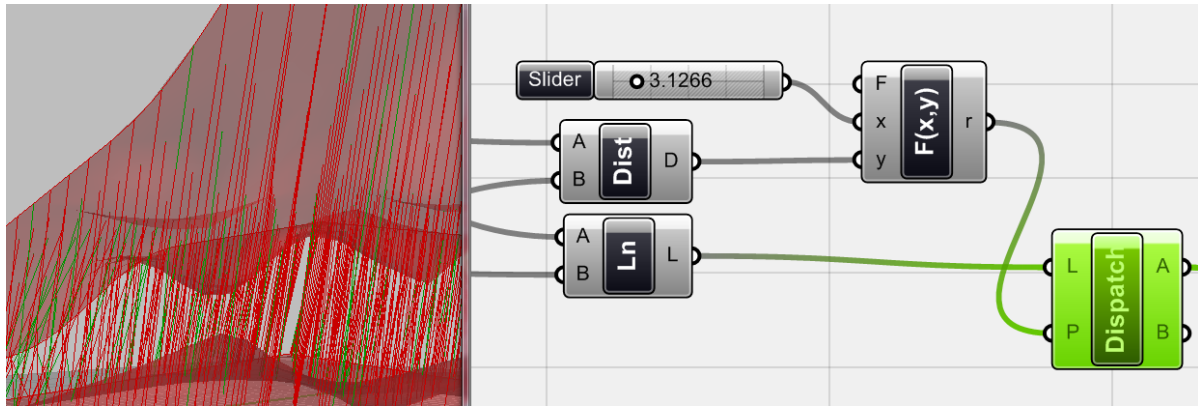 Slider 3.1266
F
x
y
F(x,y)
r
A
B
Dist
D
A
B
Ln
L
L
P
Dispatch
A
B